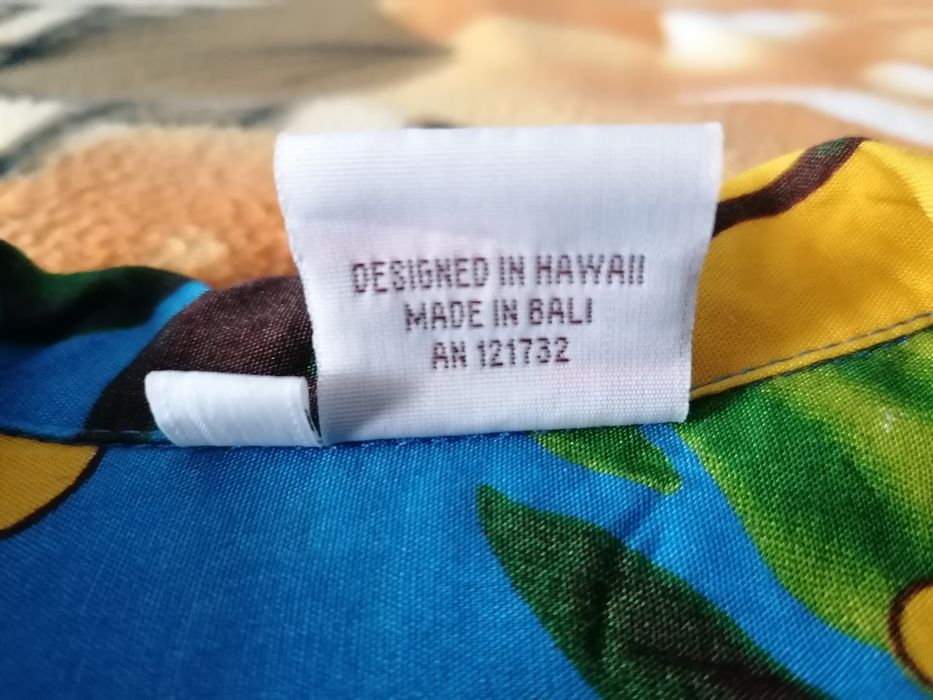 DESIGNED IN HAWAII
MADE IN BALI
AN 121732